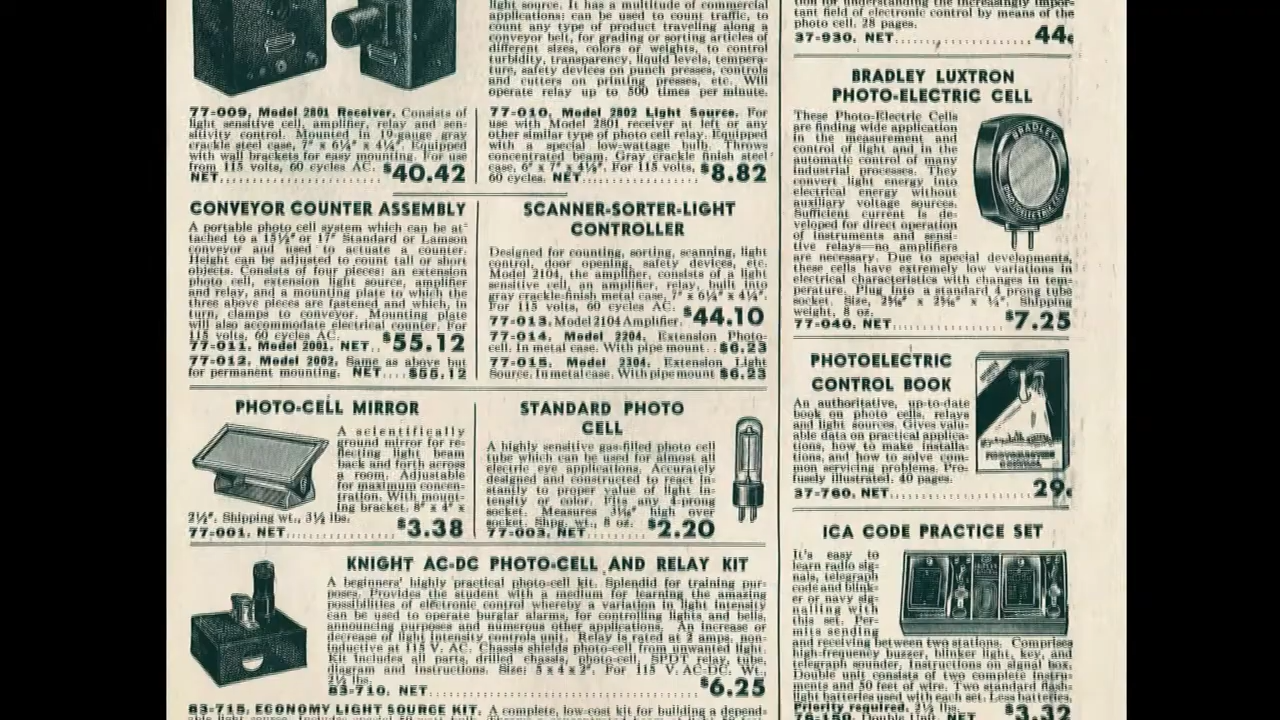 light source. It has a multitude of commercial
applications: can be used to count traffic, to
count any type of product traveling along a
conveyor belt, for grading or sorting articles of
different sizes, colors or weights, to control
turbidity, transparency, liquid levels, tempera-
ture, safety devices on punch presses, controls
and cutters on printing presses, etc. Will
operate relay up to 500 times per minute.
77-009, Model 2801 Receiver. Consists of
light sensitive cell, amplifier, relay and sen-
sitivity control. Mounted in 19-gauge gray
crackle steel case, 7" x 6¼" x 4¼". Equipped
with wall brackets for easy mounting. For use
from 115 volts, 60 cycles AC.
NET $40.42
77-010, Model 2802 Light Source. For
use with Model 2801 receiver at left or any
other similar type of photo cell relay. Equipped
with a special low-wattage bulb. Throws
concentrated beam. Gray crackle finish steel
case, 6" x 7" x 4½". For 115 volts,
60 cycles. NET $8.82
CONVEYOR COUNTER ASSEMBLY
A portable photo cell system which can be at-
tached to a 15½" or 17" Standard or Lamson
conveyor and used to actuate a counter.
Height can be adjusted to count tall or short
objects. Consists of four pieces: an extension
photo cell, extension light source, amplifier
and relay, and a mounting plate to which the
three above pieces are fastened and which, in
turn, clamps to conveyor. Mounting plate
will also accommodate electrical counter. For
115 volts, 60 cycles AC.
77-011. Model 2001. NET.. $55.12
77-012. Model 2002. Same as above but
for permanent mounting. NET....$55.12
SCANNER-SORTER-LIGHT
CONTROLLER
Designed for counting, sorting, scanning, light
control, door opening, safety devices, etc.
Model 2104, the amplifier, consists of a light
sensitive cell, an amplifier, relay, built into
gray crackle-finish metal case, 7" x 6¼" x 4¼".
For 115 volts, 60 cycles AC.
77-013. Model 2104 Amplifier. $44.10
77-014. Model 2204. Extension Photo-
cell. In metal case. With pipe mount. . $6.23
77-015. Model 2304. Extension Light
Source. In metal case. With pipe mount $6.23
PHOTO-CELL MIRROR
A scientifically
ground mirror for re-
flecting light beam
back and forth across
a room. Adjustable
for maximum concen-
tration. With mount-
ing bracket. 8" x 4" x
2½". Shipping wt., 3½ lbs.
77-001. NET $3.38
STANDARD PHOTO
CELL
A highly sensitive gas-filled photo cell
tube which can be used for almost all
electric eye applications. Accurately
designed and constructed to react in-
stantly to proper value of light in-
tensity or color. Fits any 4-prong
socket. Measures 3⅛" high over
socket. Shpg. wt., 8 oz.
77-003. NET $2.20
KNIGHT AC-DC PHOTO-CELL AND RELAY KIT
A beginners' highly practical photo-cell kit. Splendid for training pur-
poses. Provides the student with a medium for learning the amazing
possibilities of electronic control whereby a variation in light intensity
can be used to operate burglar alarms, for controlling lights and bells,
announcing purposes and numerous other applications. An increase or
decrease of light intensity controls unit. Relay is rated at 2 amps, non-
inductive at 115 V. AC. Chassis shields photo-cell from unwanted light.
Kit includes all parts, drilled chassis, photo-cell, SPDT relay, tube,
diagram and instructions. Size: 5 x 4 x 2". For 115 V. AC-DC. Wt.,
2½ lbs.
83-710. NET $6.25
83-715. ECONOMY LIGHT SOURCE KIT. A complete, low-cost kit for building a depend-
tion for understanding the increasingly impor-
tant field of electronic control by means of the
photo cell. 28 pages.
37-930. NET 44¢
BRADLEY LUXTRON
PHOTO-ELECTRIC CELL
These Photo-Electric Cells
are finding wide application
in the measurement and
control of light and in the
automatic control of many
industrial processes. They
convert light energy into
electrical energy without
auxiliary voltage sources.
Sufficient current is de-
veloped for direct operation
of instruments and sensi-
tive relays—no amplifiers
are necessary. Due to special developments,
these cells have extremely low variations in
electrical characteristics with changes in tem-
perature. Plug into a standard 4 prong tube
socket. Shipping
weight, 8 oz.
77-040. NET $7.25
BRADLEY
PHOTOELECTRIC CELL
PHOTOELECTRIC
CONTROL BOOK
An authoritative, up-to-date
book on photo cells, relays
and light sources. Gives valu-
able data on practical applica-
tions, how to make installa-
tions, and how to solve com-
mon servicing problems. Pro-
fusely illustrated. 40 pages.
37-760. NET 29¢
ICA CODE PRACTICE SET
It's easy to
learn radio sig-
nals, telegraph
code and blink-
er or navy sig-
nalling with
this set. Per-
mits sending
and receiving between two stations. Comprises
high-frequency buzzer, blinker light, key, and
telegraph sounder. Instructions on signal box.
Double unit consists of two complete instru-
ments and 50 feet of wire. Two standard flash-
light batteries used with each set. Less batteries.
Priority required. 2½ lbs.
76-150. Double Unit. NET $3.32